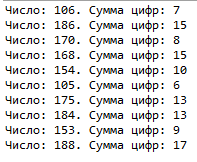 Число: 106. Сумма цифр: 7
Число: 186. Сумма цифр: 15
Число: 170. Сумма цифр: 8
Число: 168. Сумма цифр: 15
Число: 154. Сумма цифр: 10
Число: 105. Сумма цифр: 6
Число: 175. Сумма цифр: 13
Число: 184. Сумма цифр: 13
Число: 153. Сумма цифр: 9
Число: 188. Сумма цифр: 17